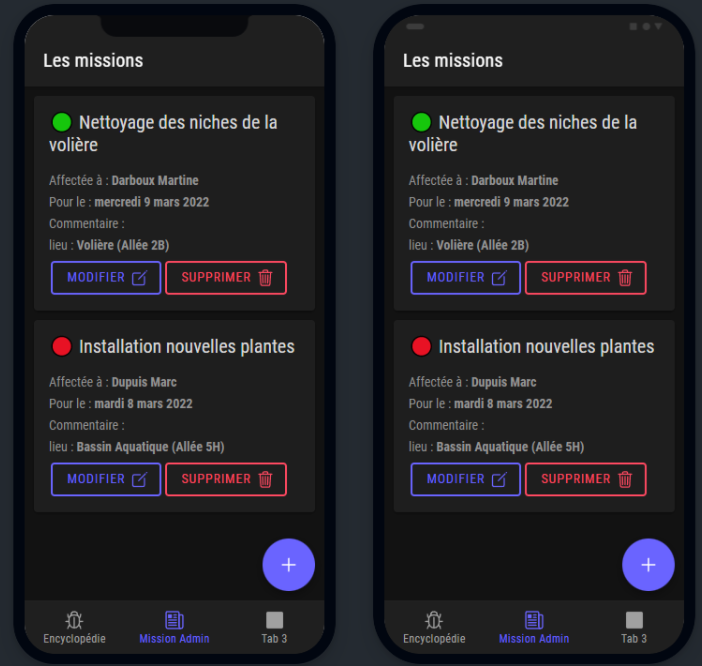 Les missions
Nettoyage des niches de la
volière
Affectée à : Darboux Martine
Pour le : mercredi 9 mars 2022
Commentaire :
lieu : Volière (Allée 2B)
MODIFIER SUPPRIMER
Installation nouvelles plantes
Affectée à : Dupuis Marc
Pour le : mardi 8 mars 2022
Commentaire :
lieu : Bassin Aquatique (Allée 5H)
MODIFIER SUPPRIMER
+
Encyclopédie Mission Admin Tab 3
Les missions
Nettoyage des niches de la
volière
Affectée à : Darboux Martine
Pour le : mercredi 9 mars 2022
Commentaire :
lieu : Volière (Allée 2B)
MODIFIER SUPPRIMER
Installation nouvelles plantes
Affectée à : Dupuis Marc
Pour le : mardi 8 mars 2022
Commentaire :
lieu : Bassin Aquatique (Allée 5H)
MODIFIER SUPPRIMER
+
Encyclopédie Mission Admin Tab 3